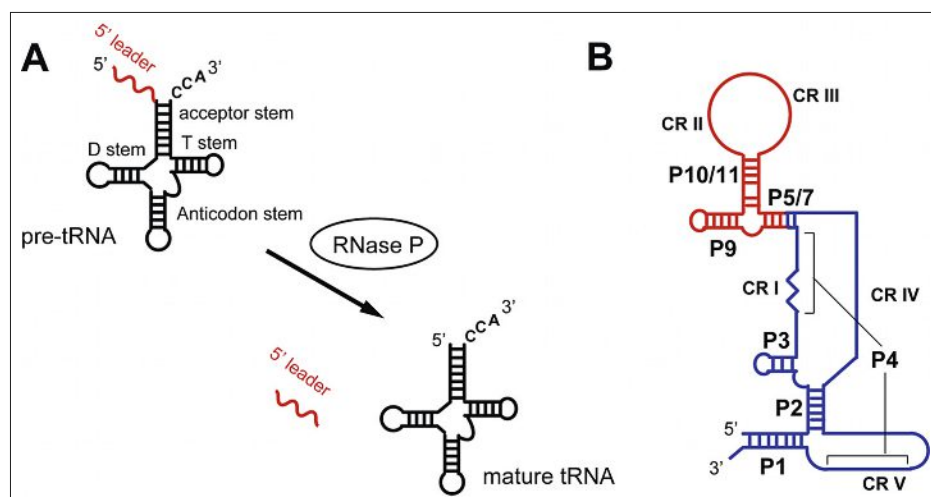 A
5' leader
5'
CCA 3'
acceptor stem
D stem
T stem
Anticodon stem
pre-tRNA
RNase P
5'
CCA 3'
5' leader
mature tRNA
B
CR III
CR II
P10/11
P5/7
P9
CR I
CR IV
P3
P4
P2
5'
3'
P1
CR V